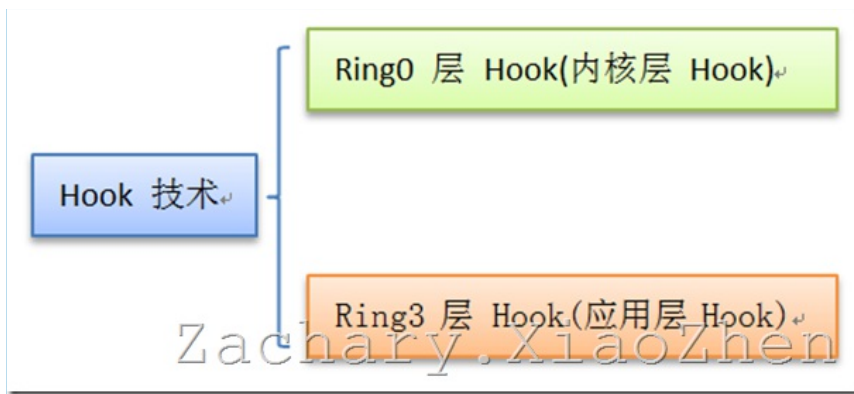 Ring0 层 Hook(内核层 Hook)↵
Hook 技术↵
Ring3 层 Hook(应用层 Hook)↵
Zachary.XiaoZhen